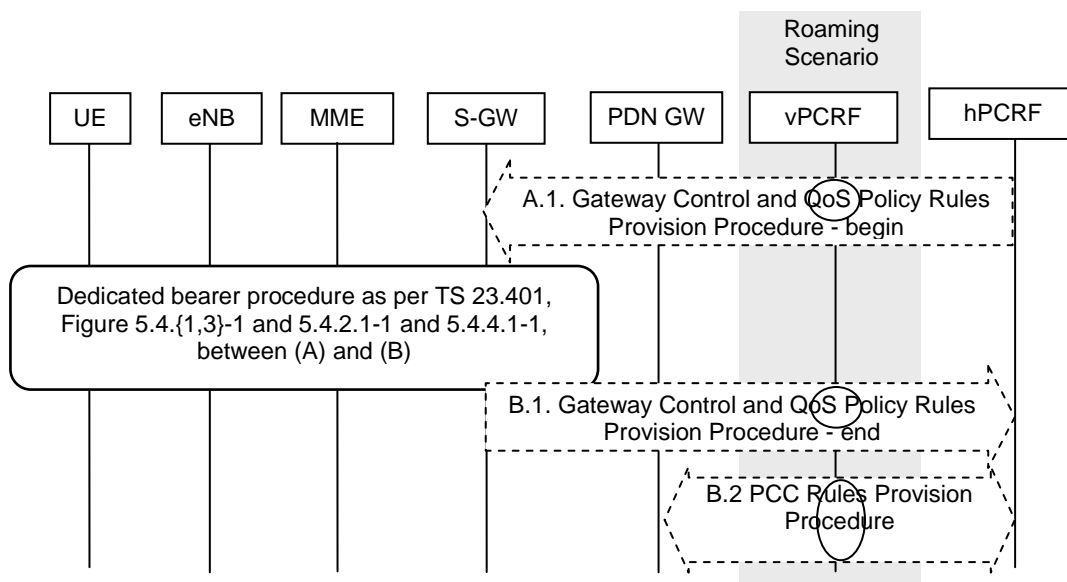 Roaming
Scenario
UE
eNB
MME
S-GW
PDN GW
vPCRF
hPCRF
A.1. Gateway Control and QoS Policy Rules
Provision Procedure - begin
Dedicated bearer procedure as per TS 23.401,
Figure 5.4.{1,3}-1 and 5.4.2.1-1 and 5.4.4.1-1,
between (A) and (B)
B.1. Gateway Control and QoS Policy Rules
Provision Procedure - end
B.2 PCC Rules Provision
Procedure